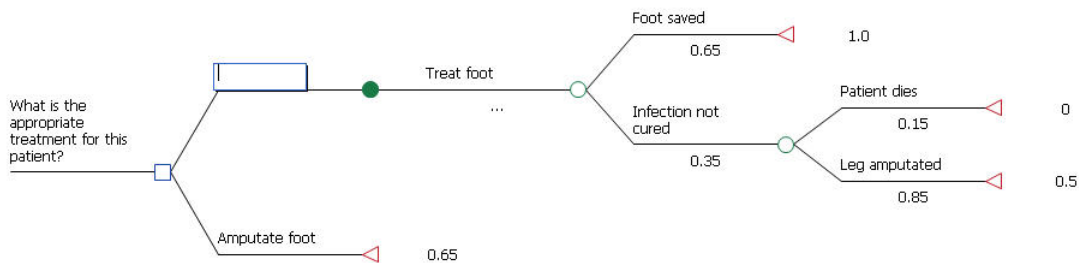 Foot saved
0.65
1.0
Treat foot
...
What is the
appropriate
treatment for this
patient?
Infection not
cured
0.35
Patient dies
0.15
0
Leg amputated
0.85
0.5
Amputate foot
0.65